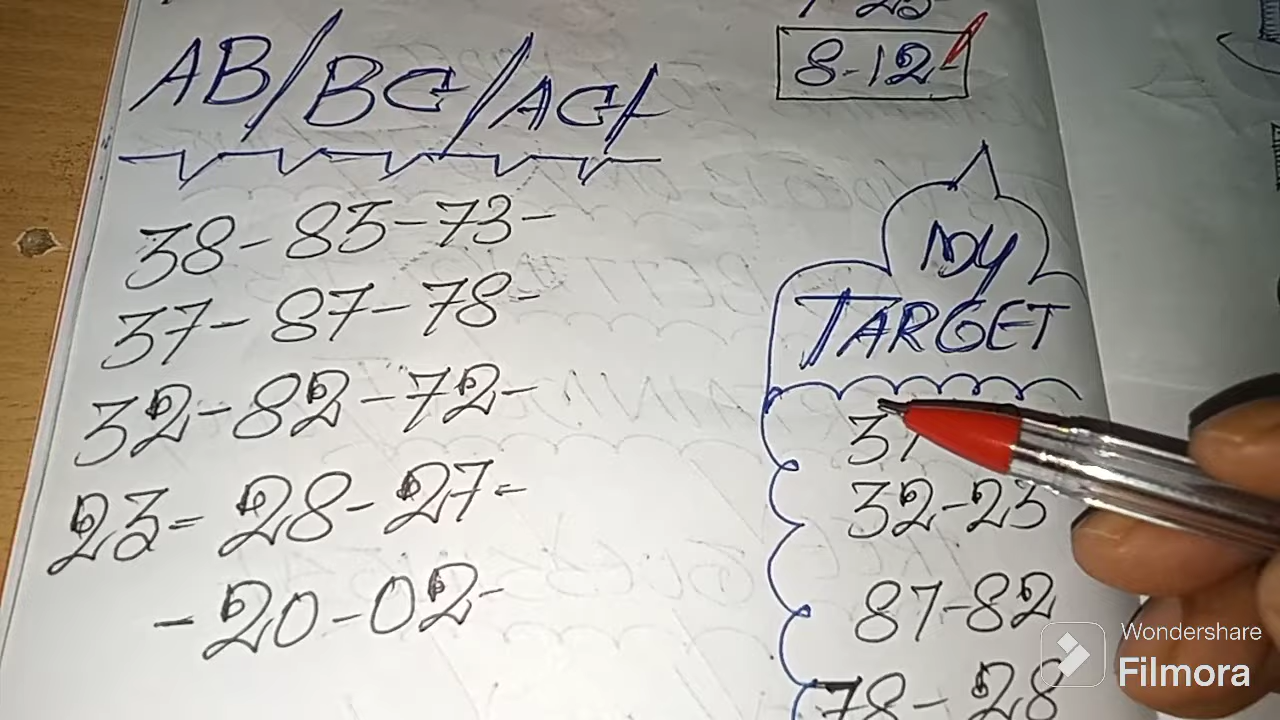 8-12-
AB/BC/AC/
38-83-73-
37-87-78-
32-82-72-
23=28-27=
-20-02-
My
TARGET
37
32-23
87-82
78-28
Wondershare
Filmora